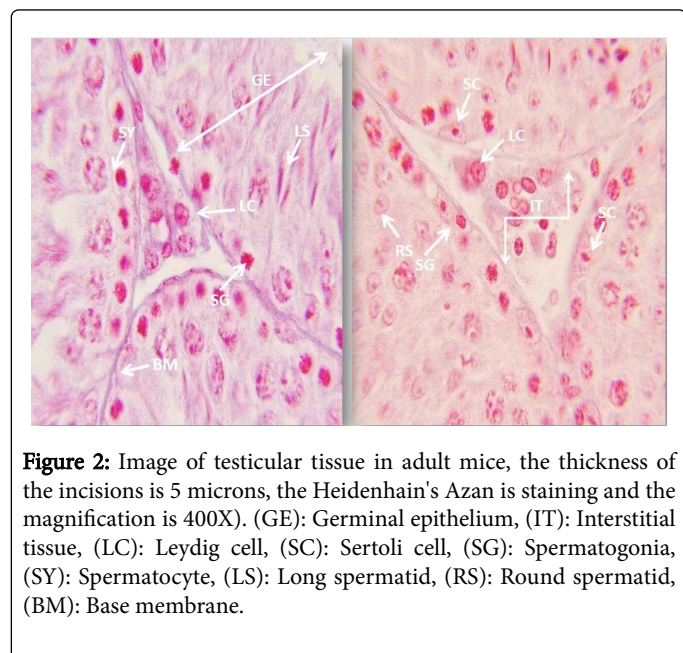 GE
SY
LS
LC
SG
BM
SC
LC
IT
SC
RS
SG
Figure 2: Image of testicular tissue in adult mice, the thickness of
the incisions is 5 microns, the Heidenhain's Azan is staining and the
magnification is 400X). (GE): Germinal epithelium, (IT): Interstitial
tissue, (LC): Leydig cell, (SC): Sertoli cell, (SG): Spermatogonia,
(SY): Spermatocyte, (LS): Long spermatid, (RS): Round spermatid,
(BM): Base membrane.